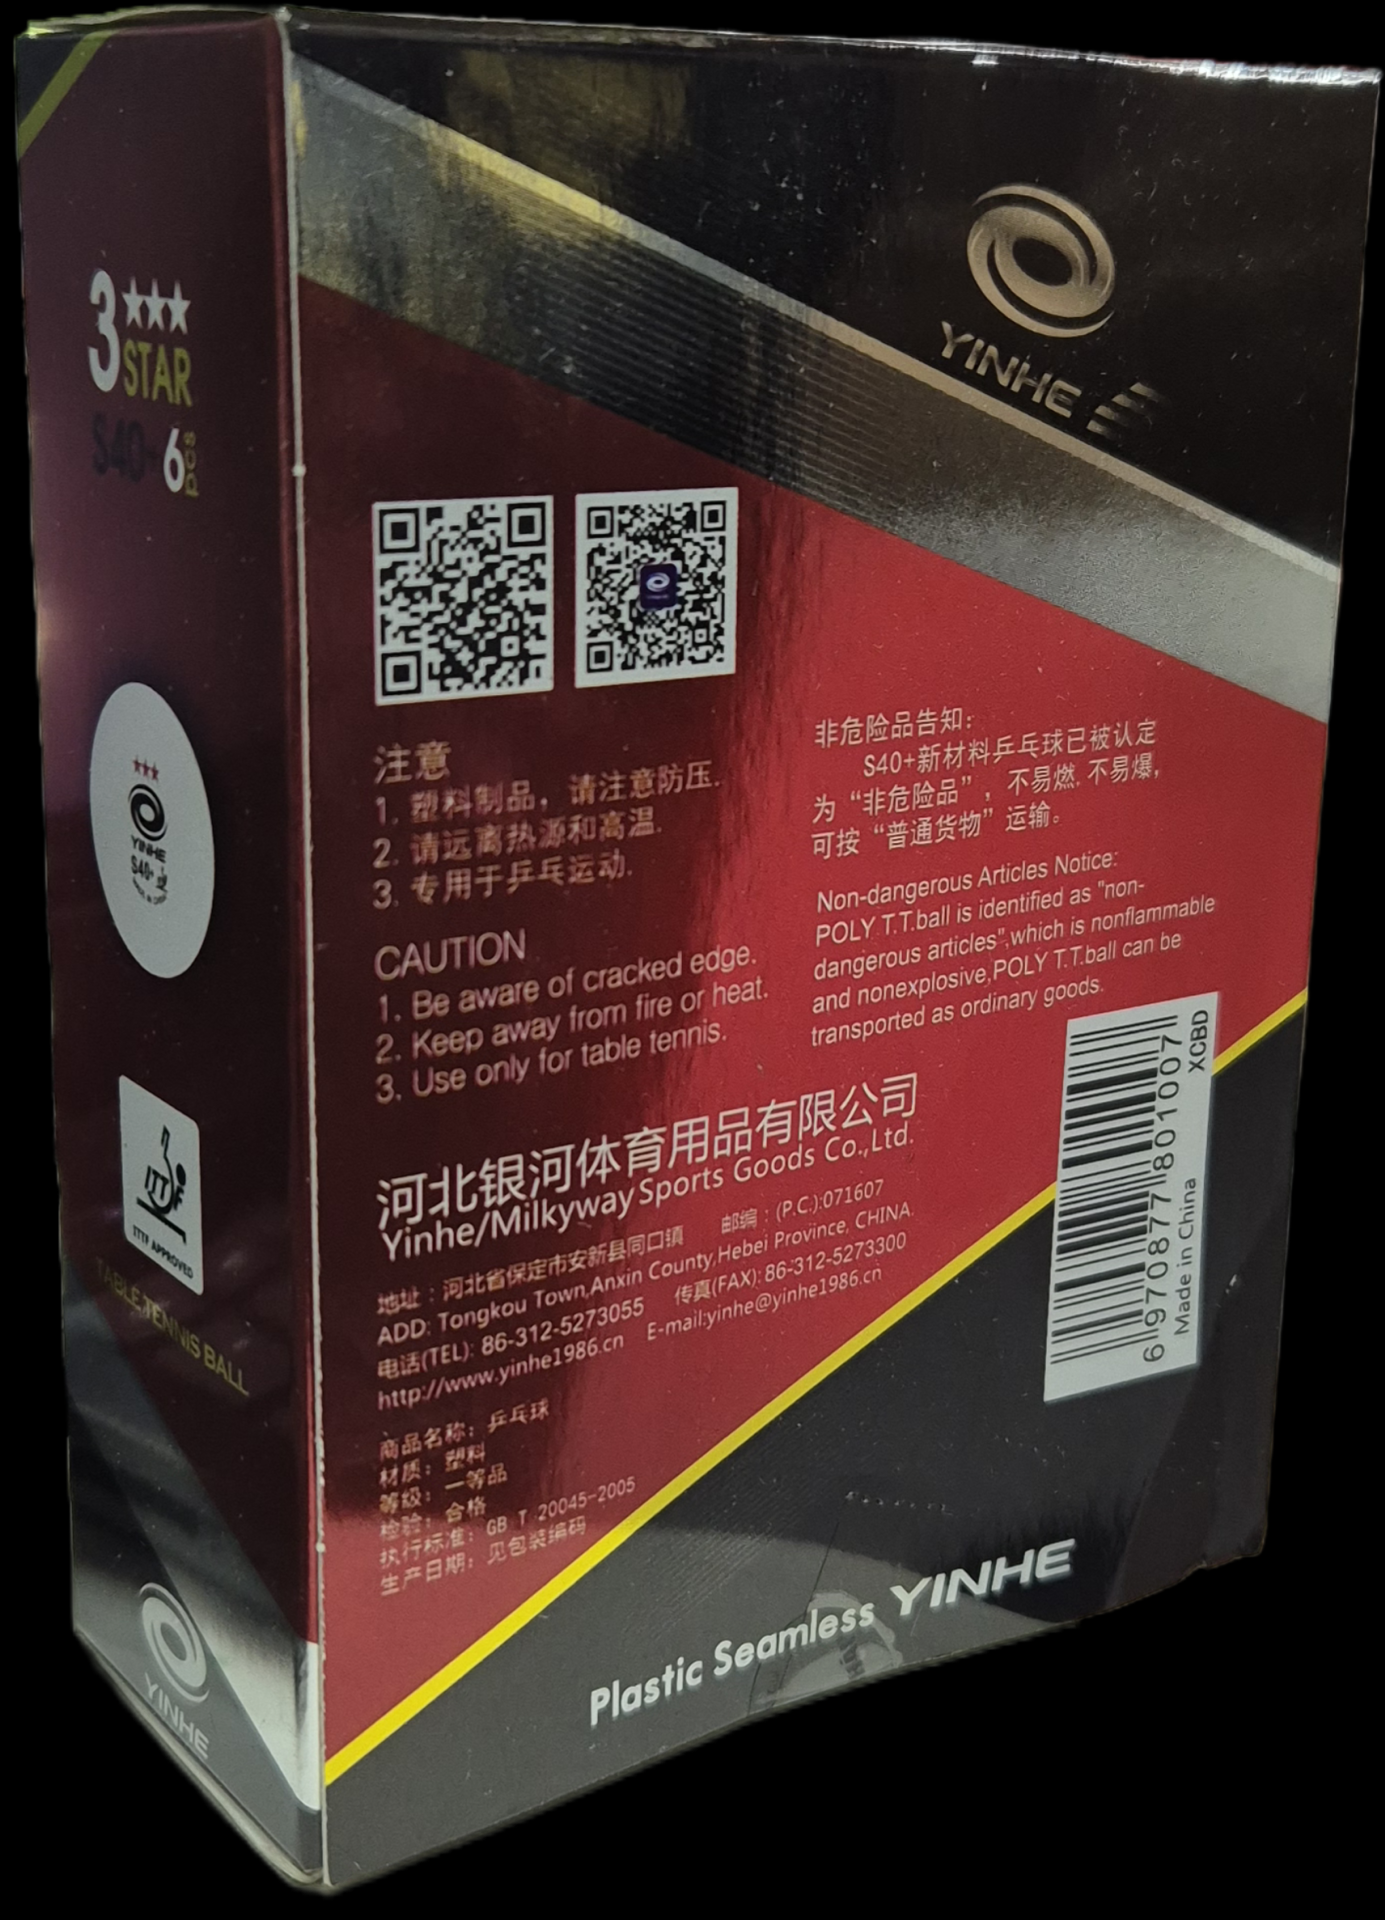 3
STAR
S40+ 6
pcs
YINHE
S40+
ITTF
ITTF APPROVED
TABLE TENNIS BALL
YINHE
YINHE
注意
1. 塑料制品，请注意防压.
2. 请远离热源和高温.
3. 专用于乒乓运动.
CAUTION
1. Be aware of cracked edge.
2. Keep away from fire or heat.
3. Use only for table tennis.
非危险品告知：
S40+新材料乒乓球已被认定
为“非危险品”，不易燃, 不易爆，
可按“普通货物”运输。
Non-dangerous Articles Notice:
POLY T.T.ball is identified as "non-
dangerous articles",which is nonflammable
and nonexplosive,POLY T.T.ball can be
transported as ordinary goods.
河北银河体育用品有限公司
Yinhe/Milkyway Sports Goods Co.,Ltd.
地址：河北省保定市安新县同口镇 邮编：(P.C.):071607
ADD: Tongkou Town,Anxin County,Hebei Province, CHINA.
电话(TEL): 86-312-5273055 传真(FAX): 86-312-5273300
http://www.yinhe1986.cn E-mail:yinhe@yinhe1986.cn
商品名称：乒乓球
材质：塑料
等级：一等品
检验：合格
执行标准：GB T 20045-2005
生产日期：见包装编码
XCBD
6 970877 801007
Made in China
Plastic Seamless YINHE